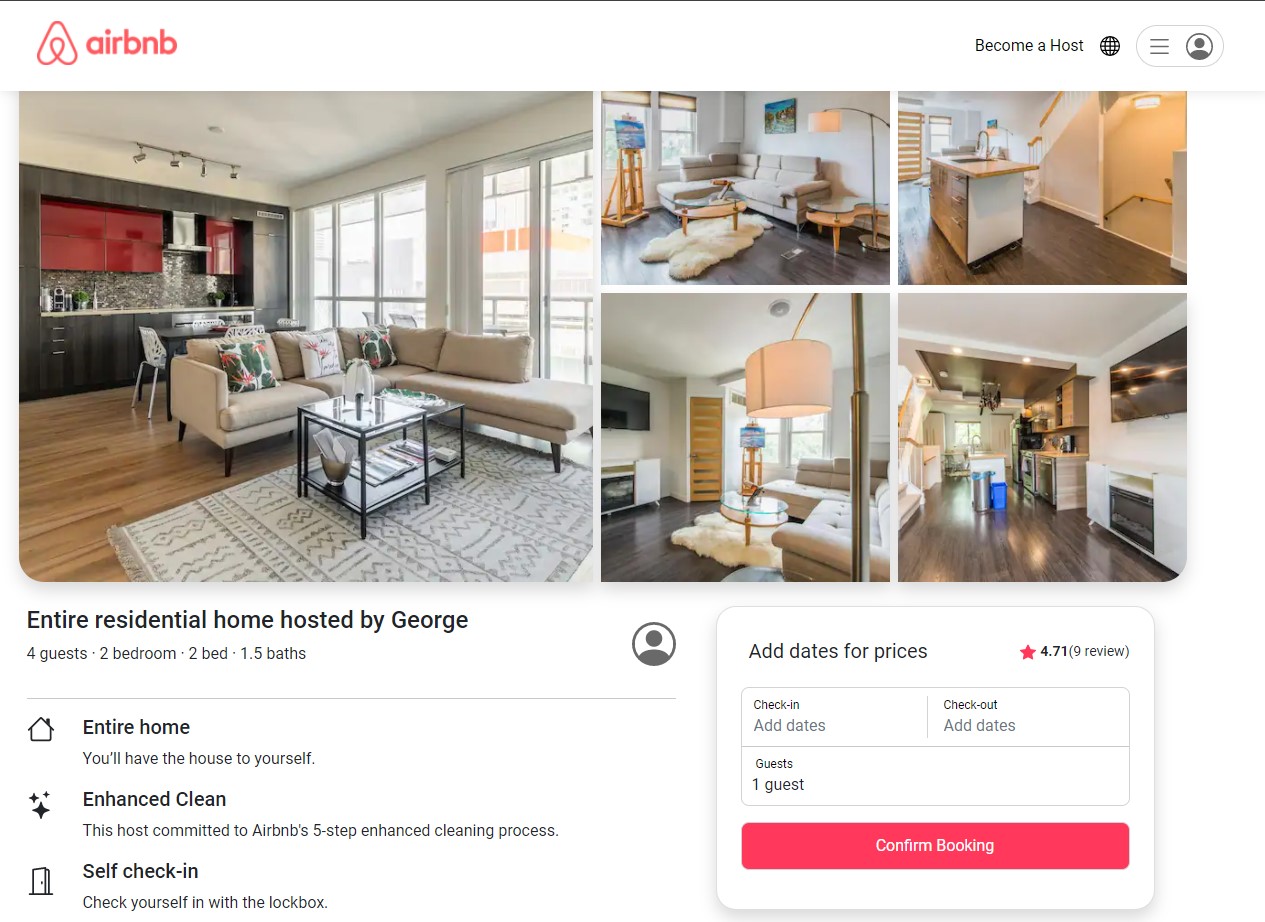 airbnb
Become a Host
Entire residential home hosted by George
4 guests · 2 bedroom · 2 bed · 1.5 baths
Entire home
You’ll have the house to yourself.
Enhanced Clean
This host committed to Airbnb's 5-step enhanced cleaning process.
Self check-in
Check yourself in with the lockbox.
Add dates for prices
4.71(9 review)
Check-in
Add dates
Check-out
Add dates
Guests
1 guest
Confirm Booking